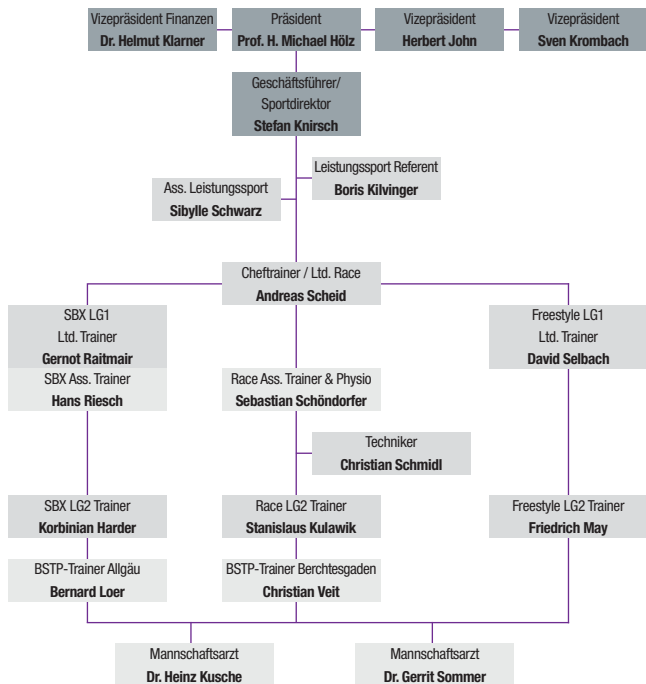 Vizepräsident Finanzen
Dr. Helmut Klarner
Präsident
Prof. H. Michael Hölz
Vizepräsident
Herbert John
Vizepräsident
Sven Krombach
Geschäftsführer/
Sportdirektor
Stefan Knirsch
Leistungssport Referent
Boris Kilvinger
Ass. Leistungssport
Sibylle Schwarz
Cheftrainer / Ltd. Race
Andreas Scheid
SBX LG1
Ltd. Trainer
Gernot Raitmair
SBX Ass. Trainer
Hans Riesch
Race Ass. Trainer & Physio
Sebastian Schöndorfer
Freestyle LG1
Ltd. Trainer
David Selbach
Techniker
Christian Schmidl
SBX LG2 Trainer
Korbinian Harder
Race LG2 Trainer
Stanislaus Kulawik
Freestyle LG2 Trainer
Friedrich May
BSTP-Trainer Allgäu
Bernard Loer
BSTP-Trainer Berchtesgaden
Christian Veit
Mannschaftsarzt
Dr. Heinz Kusche
Mannschaftsarzt
Dr. Gerrit Sommer